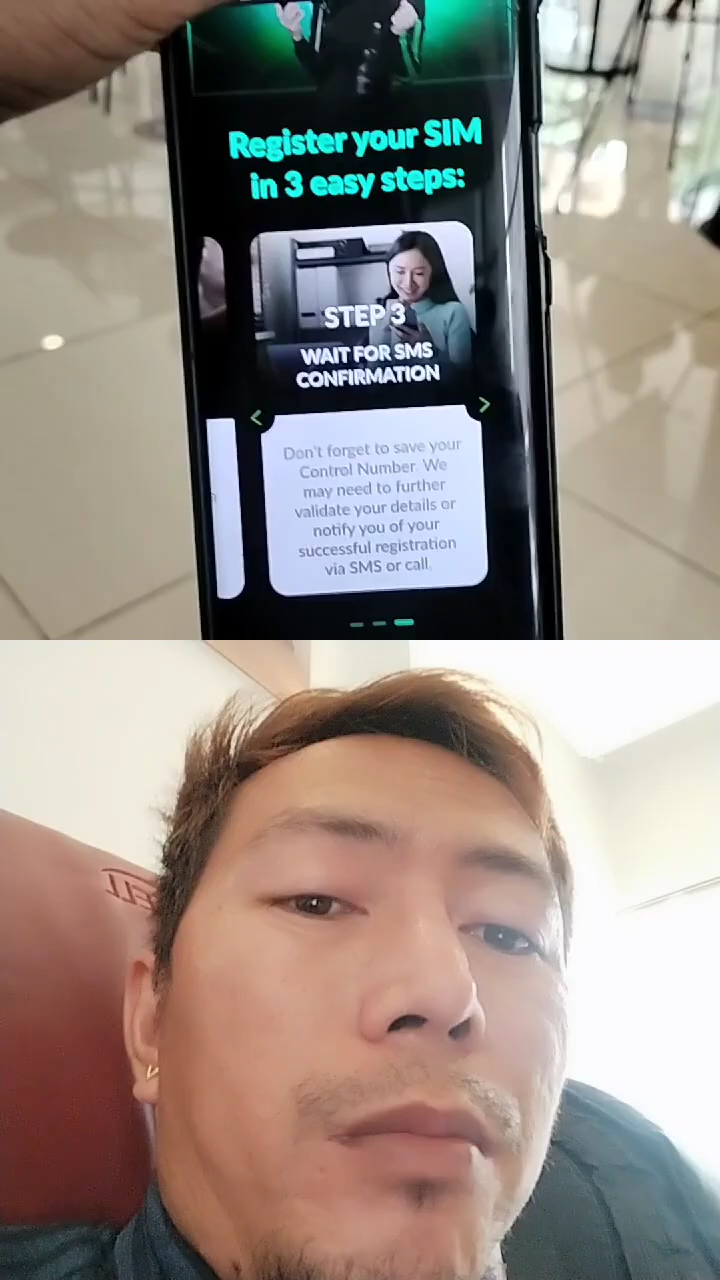 Register your SIM
in 3 easy steps:
STEP 3
WAIT FOR SMS
CONFIRMATION
Don't forget to save your
Control Number. We
may need to further
validate your details or
notify you of your
successful registration
via SMS or call.